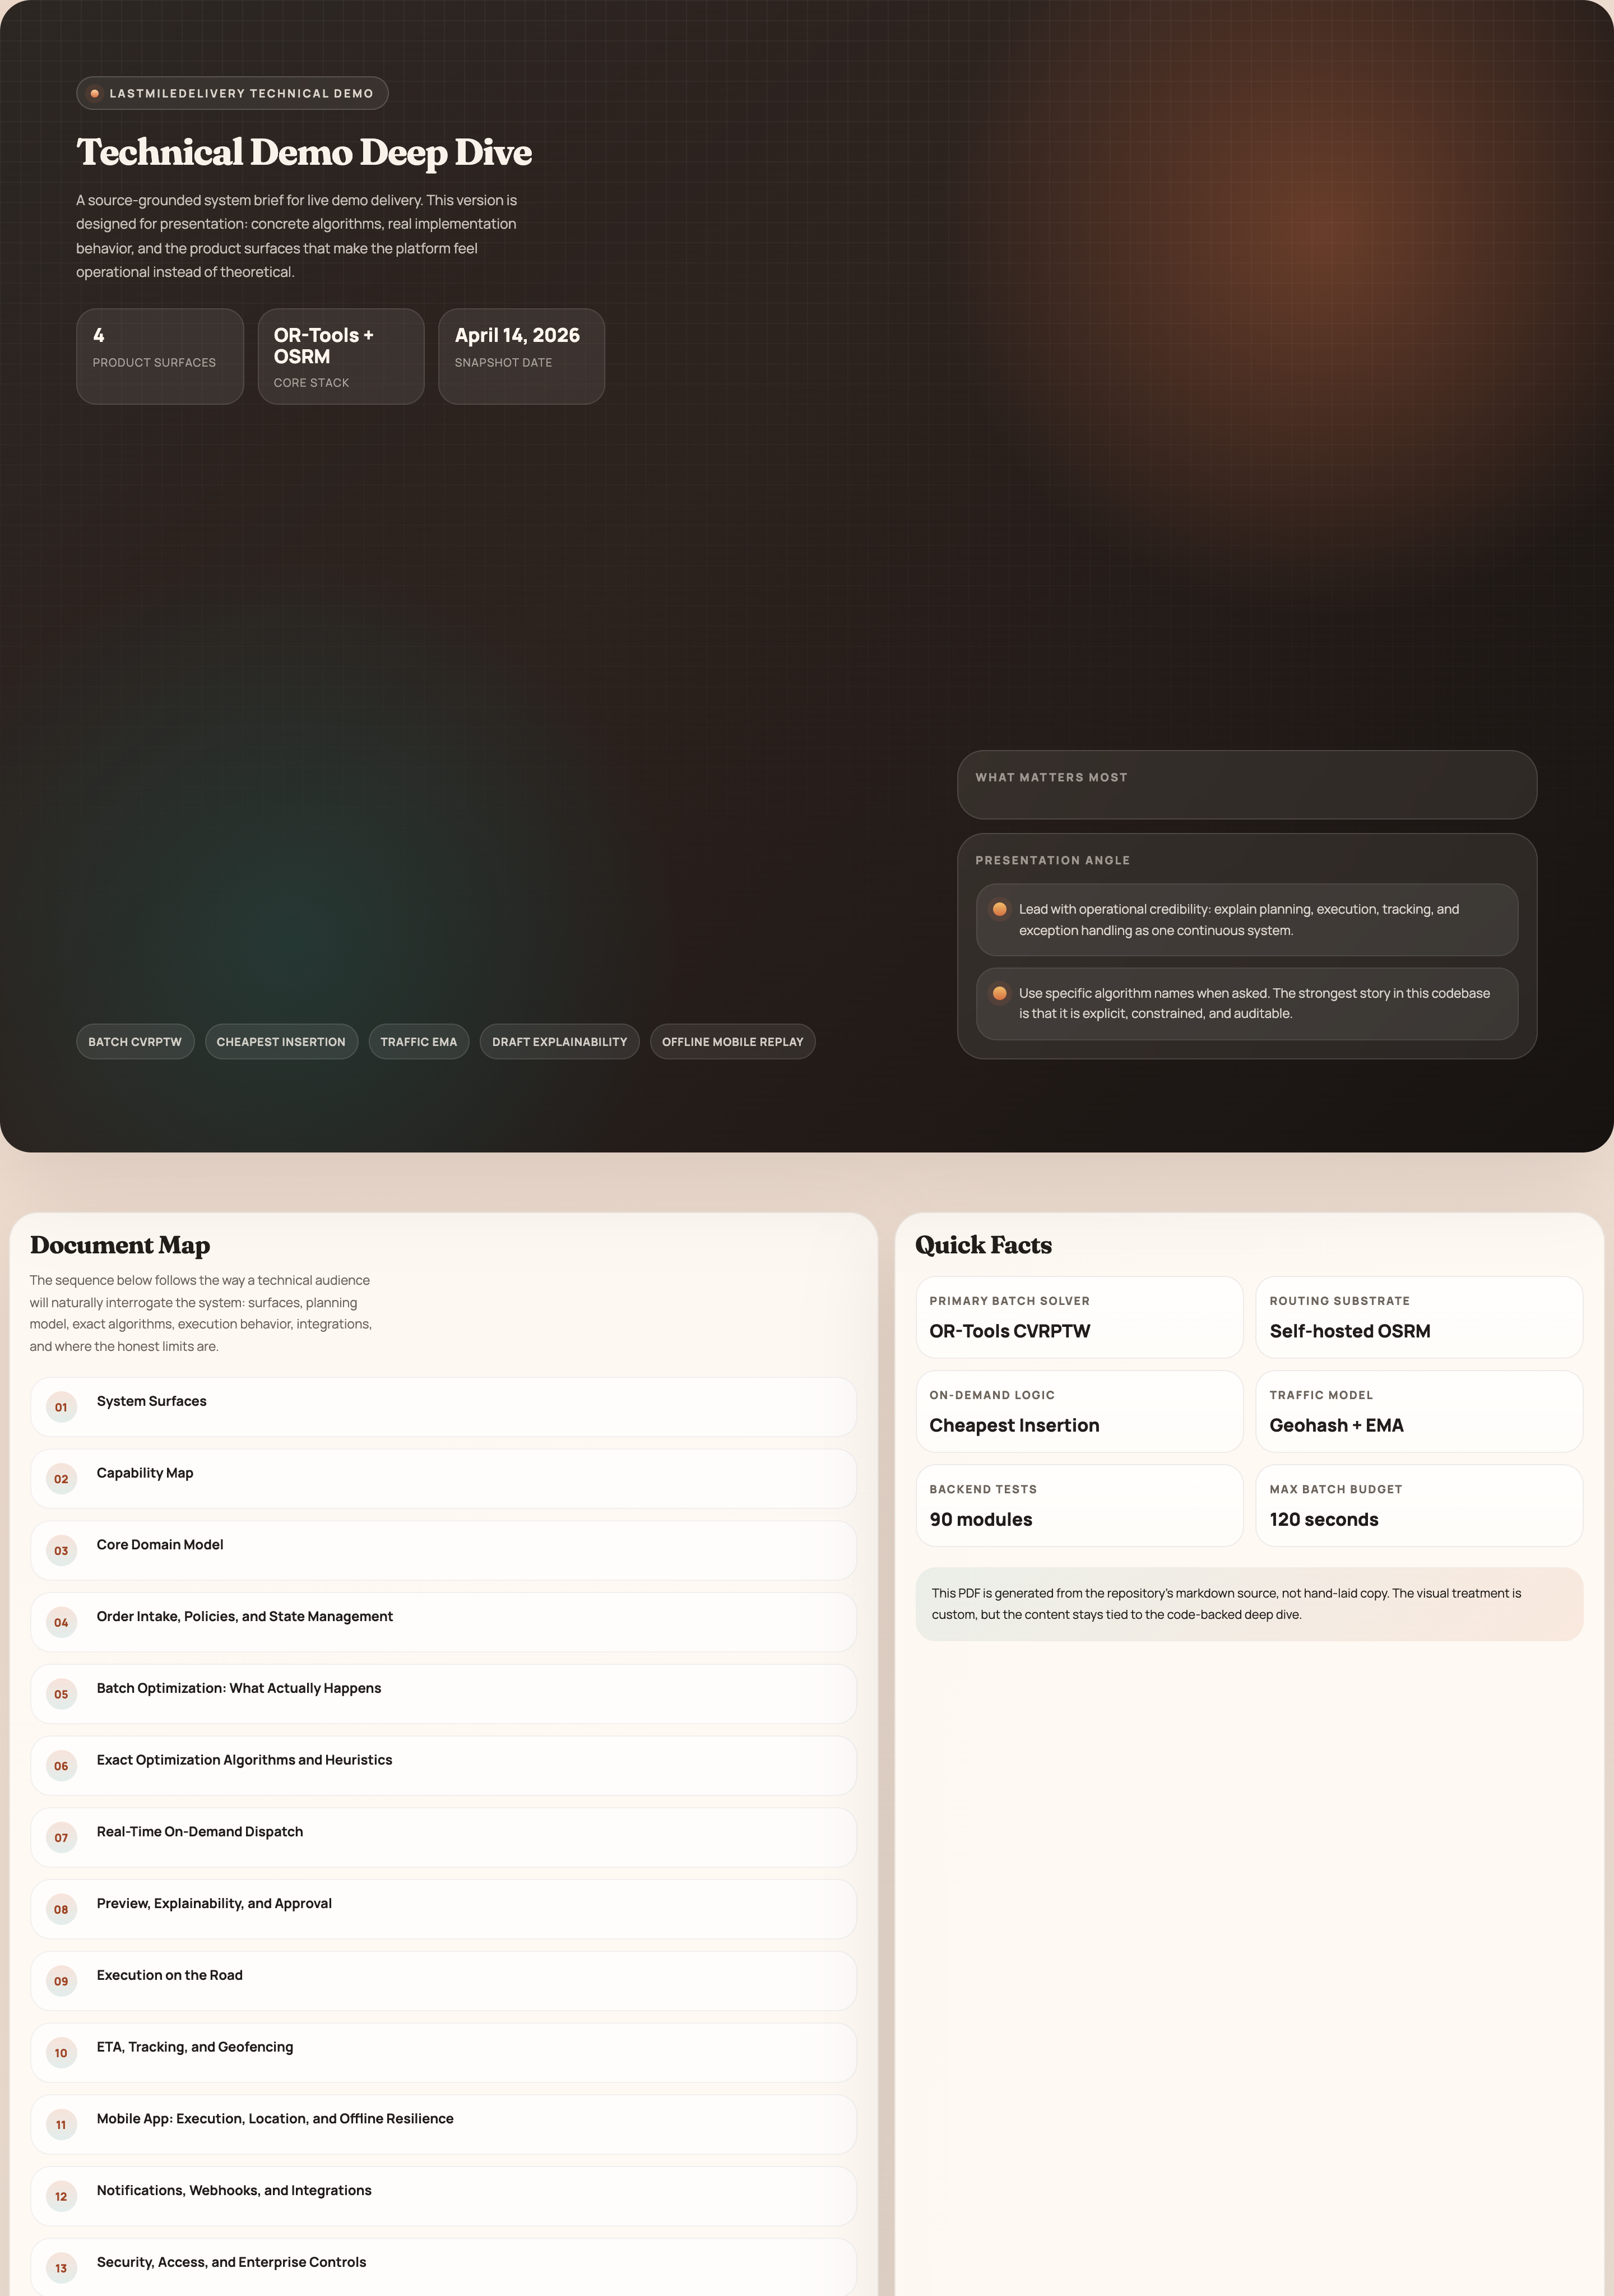 LASTMILEDELIVERY TECHNICAL DEMO
Technical Demo Deep Dive
A source-grounded system brief for live demo delivery. This version is
designed for presentation: concrete algorithms, real implementation
behavior, and the product surfaces that make the platform feel
operational instead of theoretical.
4
PRODUCT SURFACES
OR-Tools +
OSRM
CORE STACK
April 14, 2026
SNAPSHOT DATE
WHAT MATTERS MOST
PRESENTATION ANGLE
Lead with operational credibility: explain planning, execution, tracking, and
exception handling as one continuous system.
Use specific algorithm names when asked. The strongest story in this codebase
is that it is explicit, constrained, and auditable.
BATCH CVRPTW
CHEAPEST INSERTION
TRAFFIC EMA
DRAFT EXPLAINABILITY
OFFLINE MOBILE REPLAY
Document Map
The sequence below follows the way a technical audience
will naturally interrogate the system: surfaces, planning
model, exact algorithms, execution behavior, integrations,
and where the honest limits are.
01 System Surfaces
02 Capability Map
03 Core Domain Model
04 Order Intake, Policies, and State Management
05 Batch Optimization: What Actually Happens
06 Exact Optimization Algorithms and Heuristics
07 Real-Time On-Demand Dispatch
08 Preview, Explainability, and Approval
09 Execution on the Road
10 ETA, Tracking, and Geofencing
11 Mobile App: Execution, Location, and Offline Resilience
12 Notifications, Webhooks, and Integrations
13 Security, Access, and Enterprise Controls
Quick Facts
PRIMARY BATCH SOLVER
OR-Tools CVRPTW
ROUTING SUBSTRATE
Self-hosted OSRM
ON-DEMAND LOGIC
Cheapest Insertion
TRAFFIC MODEL
Geohash + EMA
BACKEND TESTS
90 modules
MAX BATCH BUDGET
120 seconds
This PDF is generated from the repository's markdown source, not hand-laid copy. The visual treatment is
custom, but the content stays tied to the code-backed deep dive.